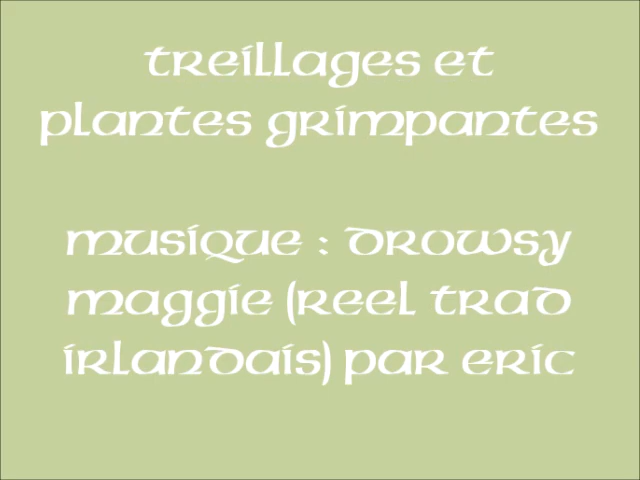 treillages et
plantes grimpantes
musique : drowsy
maggie (reel trad
irlandais) par eric